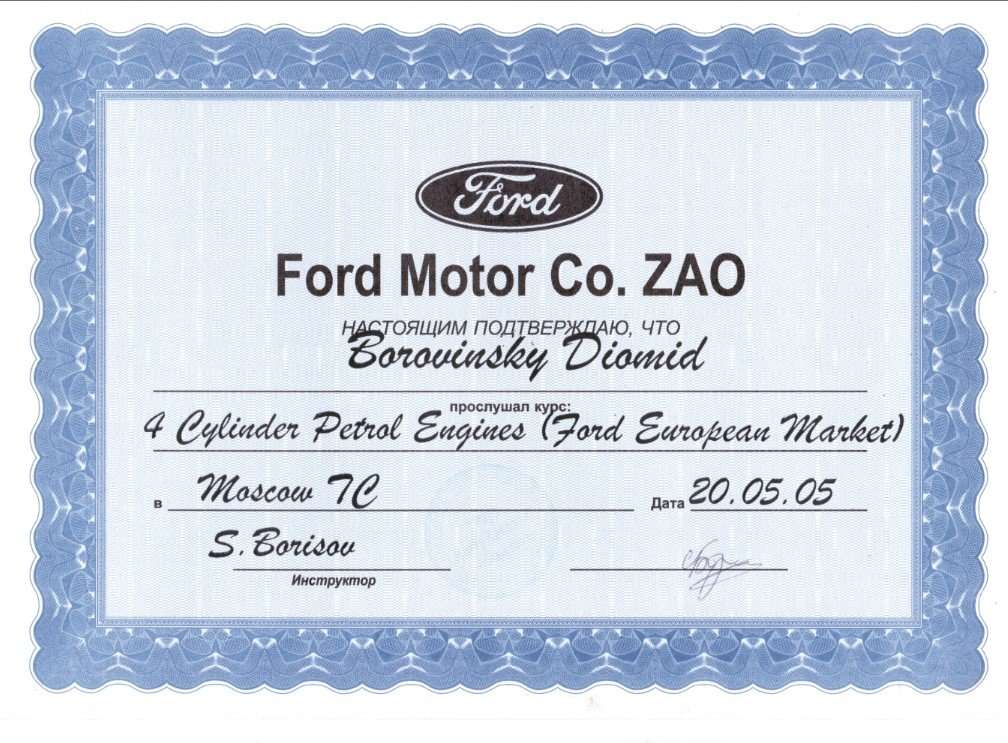 Ford
Ford Motor Co. ZAO
НАСТОЯЩИМ ПОДТВЕРЖДАЮ, ЧТО
Borovinsky Diomid
прослушал курс:
4 Cylinder Petrol Engines (Ford European Market)
в Moscow TC Дата 20.05.05
S. Borisov
Инструктор